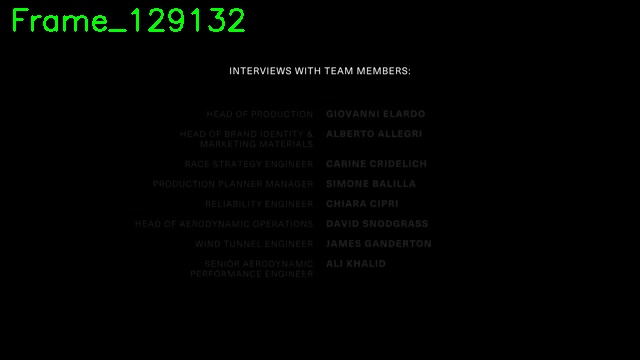 Frame_129132
INTERVIEWS WITH TEAM MEMBERS:
HEAD OF PRODUCTION GIOVANNI ELARDO
HEAD OF BRAND IDENTITY & ALBERTO ALLEGRI
MARKETING MATERIALS
RACE STRATEGY ENGINEER CARINE CRIDELICH
PRODUCTION PLANNER MANAGER SIMONE BALILLA
RELIABILITY ENGINEER CHIARA CIPRI
HEAD OF AERODYNAMIC OPERATIONS DAVID SNODGRASS
WIND TUNNEL ENGINEER JAMES GANDERTON
SENIOR AERODYNAMIC ALI KHALID
PERFORMANCE ENGINEER